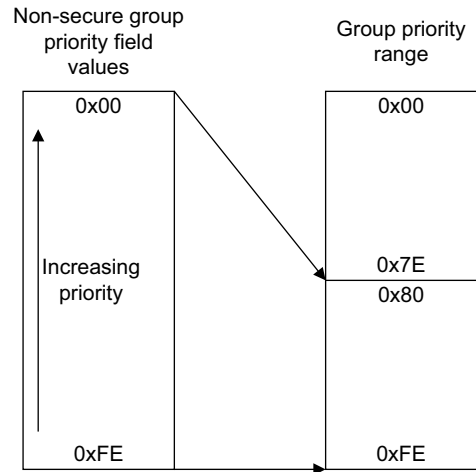 Non-secure group
priority field
values
Group priority
range
0x00
0x00
Increasing
priority
0x7E
0x80
0xFE
0xFE